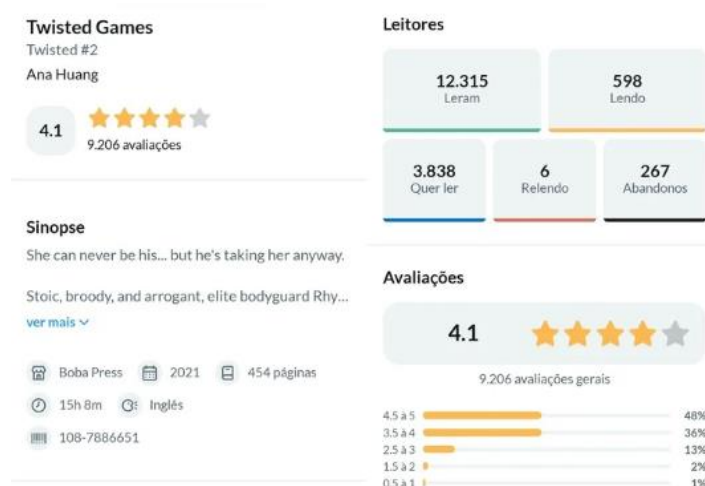 Twisted Games
Twisted #2
Ana Huang
4.1
9.206 avaliações
Sinopse
She can never be his... but he's taking her anyway.
Stoic, broody, and arrogant, elite bodyguard Rhy...
ver mais
Boba Press 2021 454 páginas
15h 8m Inglês
108-7886651
Leitores
12.315 598
Leram Lendo
3.838 6 267
Quer ler Relendo Abandonos
Avaliações
4.1
9.206 avaliações gerais
4.5 à 5 48%
3.5 à 4 36%
2.5 à 3 13%
1.5 à 2 2%
0.5 à 1 1%